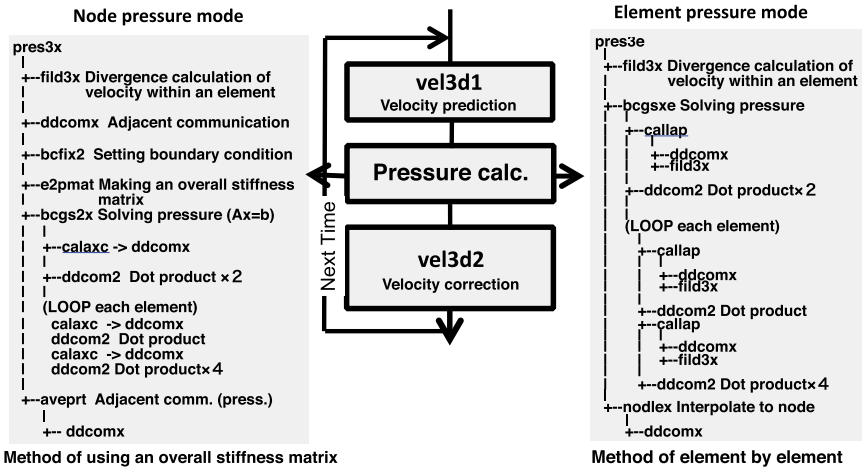 Node pressure mode
pres3x
+--fild3x Divergence calculation of
velocity within an element
+--ddcomx Adjacent communication
+--bcfix2 Setting boundary condition
+--e2pmat Making an overall stiffness
matrix
+--bcgs2x Solving pressure (Ax=b)
+--calaxc -> ddcomx
+--ddcom2 Dot product ×2
(LOOP each element)
calaxc -> ddcomx
ddcom2 Dot product
calaxc -> ddcomx
ddcom2 Dot product×4
+--aveprt Adjacent comm. (press.)
+-- ddcomx
Method of using an overall stiffness matrix
vel3d1
Velocity prediction
Pressure calc.
vel3d2
Velocity correction
Next Time
Element pressure mode
pres3e
+--fild3x Divergence calculation of
velocity within an element
+--bcgsxe Solving pressure
+--callap
+--ddcomx
+--fild3x
+--ddcom2 Dot product×2
(LOOP each element)
+--callap
+--ddcomx
+--fild3x
+--ddcom2 Dot product
+--callap
+--ddcomx
+--fild3x
+--ddcom2 Dot product×4
+--nodlex Interpolate to node
+--ddcomx
Method of element by element